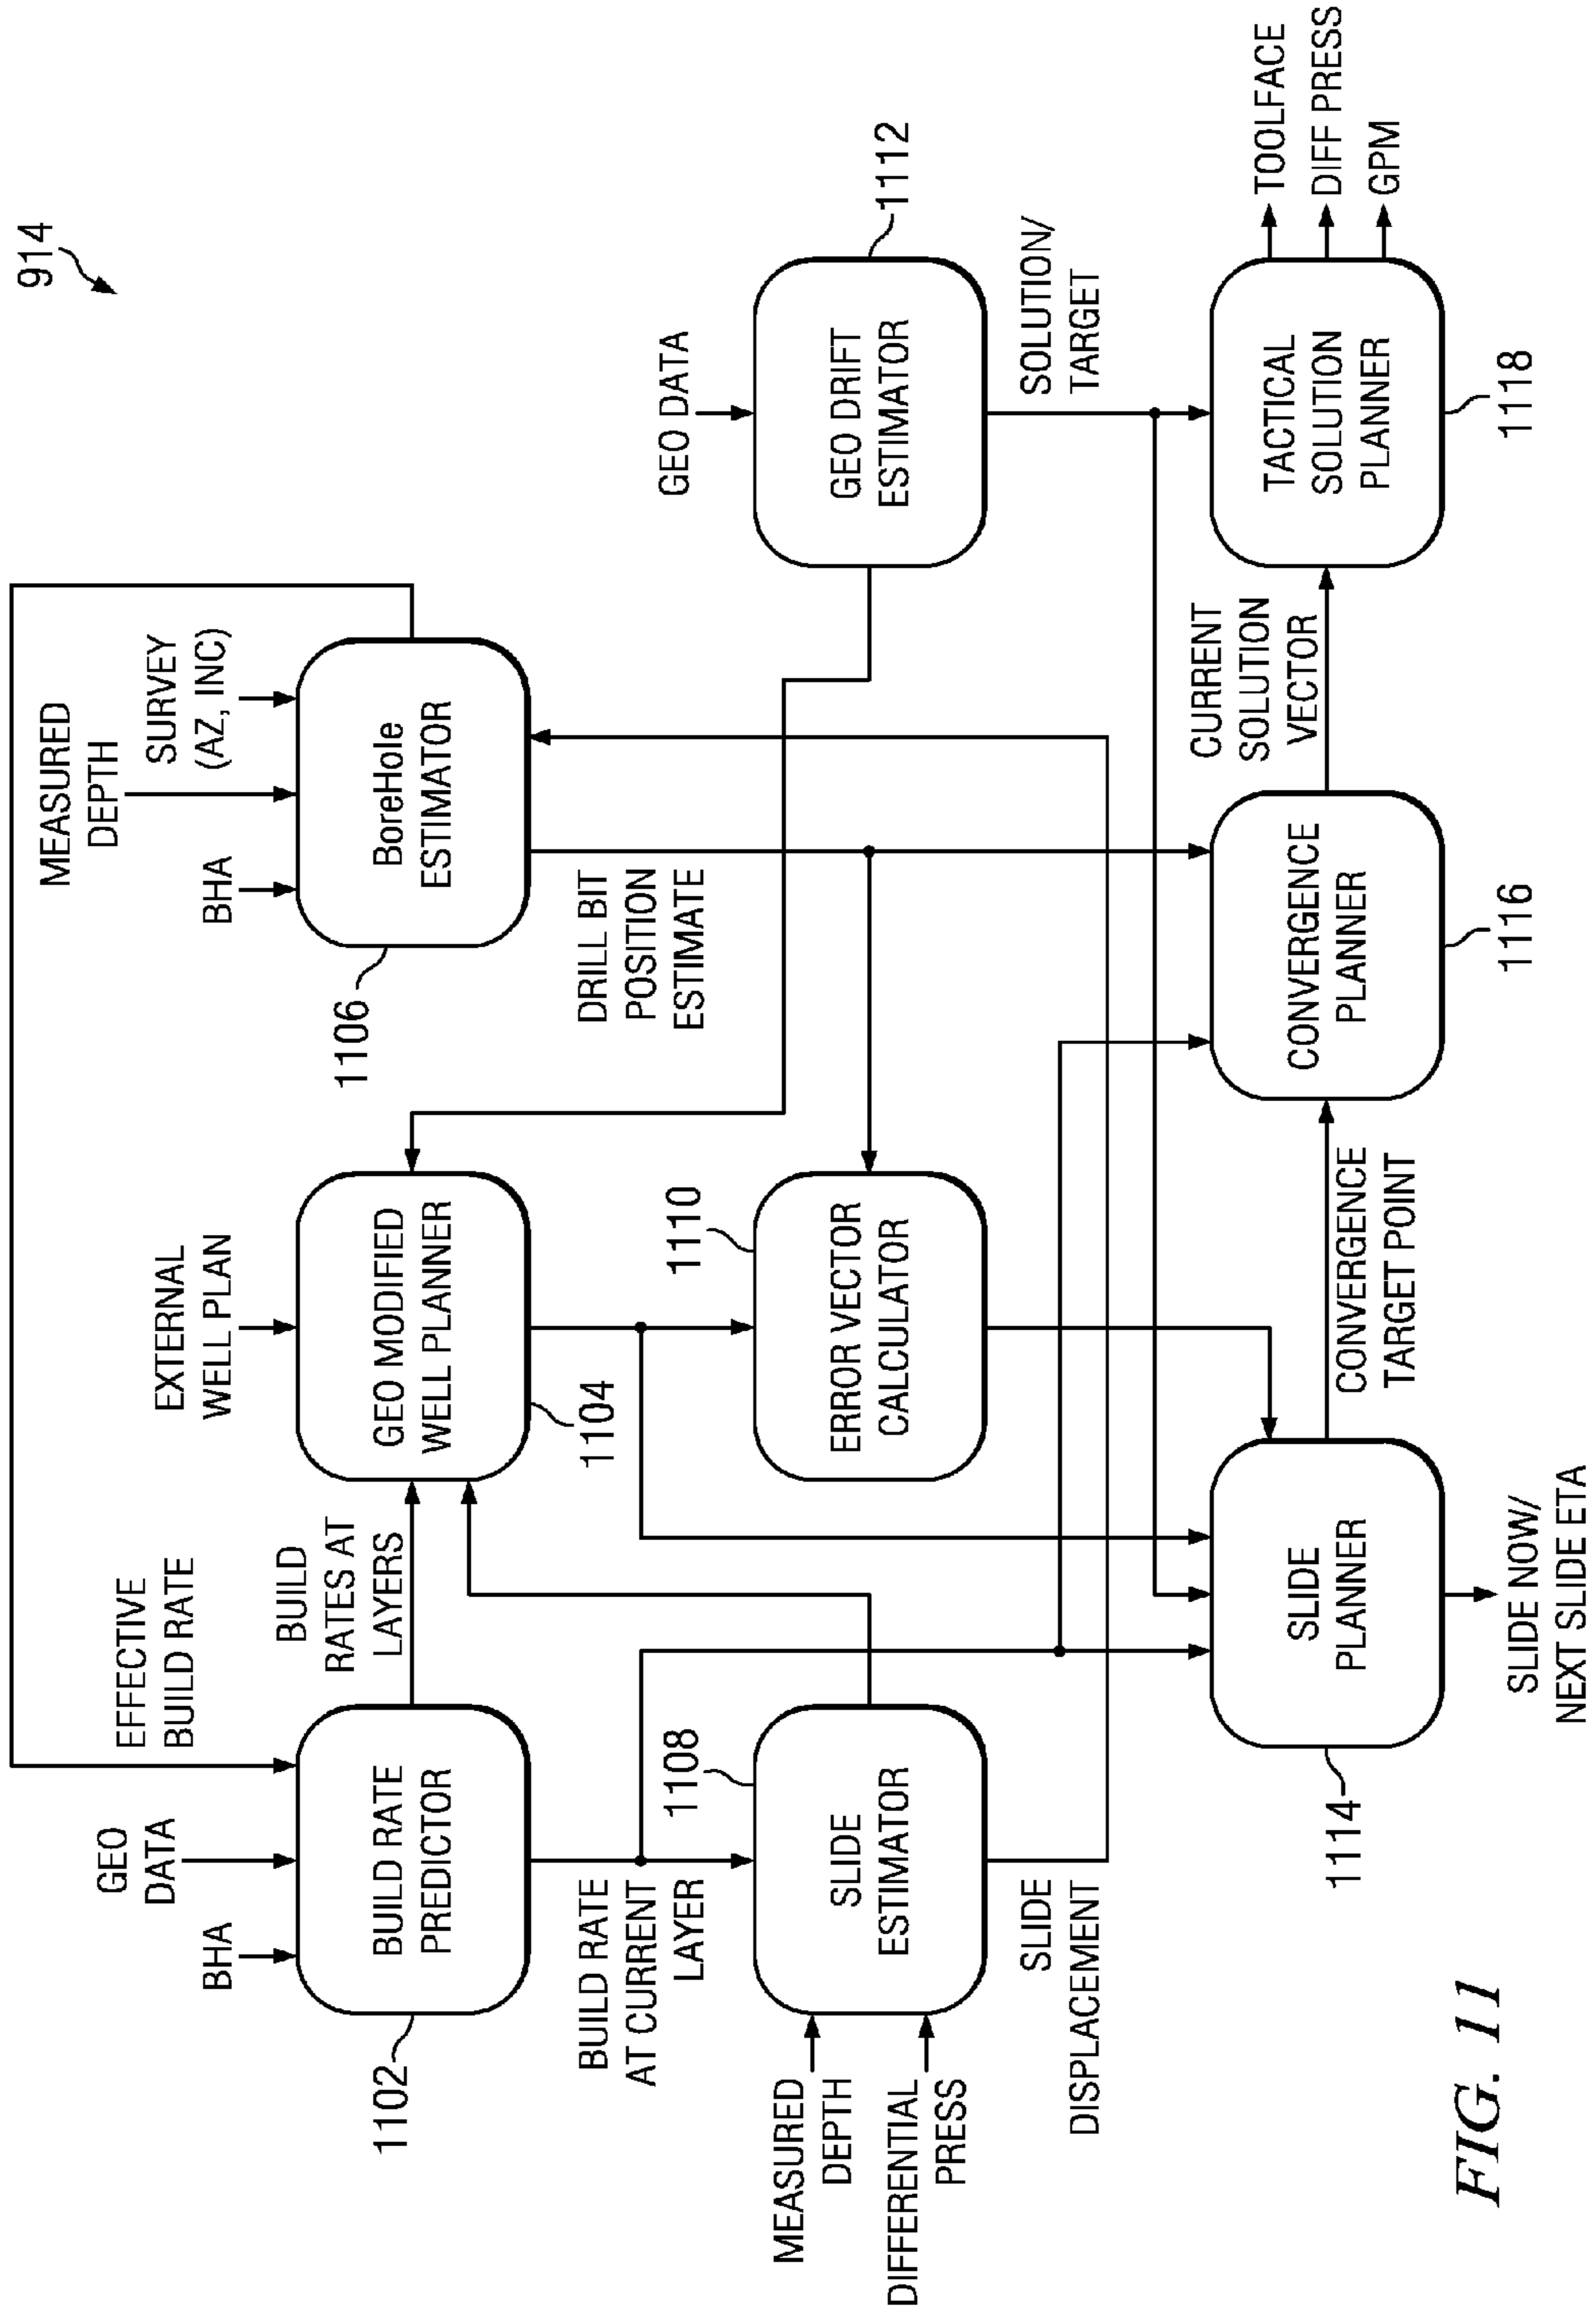 914
EFFECTIVE
BUILD RATE
GEO
DATA
BHA
BUILD RATE
PREDICTOR
1102
BUILD
RATES AT
LAYERS
EXTERNAL
WELL PLAN
GEO MODIFIED
WELL PLANNER
1104
MEASURED
DEPTH
BHA
SURVEY
(AZ, INC)
BoreHole
ESTIMATOR
1106
BUILD RATE
AT CURRENT
LAYER
1108
MEASURED
DEPTH
DIFFERENTIAL
PRESS
SLIDE
ESTIMATOR
1110
ERROR VECTOR
CALCULATOR
DRILL BIT
POSITION
ESTIMATE
GEO DATA
GEO DRIFT
ESTIMATOR
1112
SLIDE
DISPLACEMENT
SOLUTION/
TARGET
SLIDE
PLANNER
1114
SLIDE NOW/
NEXT SLIDE ETA
CONVERGENCE
TARGET POINT
CONVERGENCE
PLANNER
1116
CURRENT
SOLUTION
VECTOR
TACTICAL
SOLUTION
PLANNER
1118
TOOLFACE
DIFF PRESS
GPM
FIG. 11